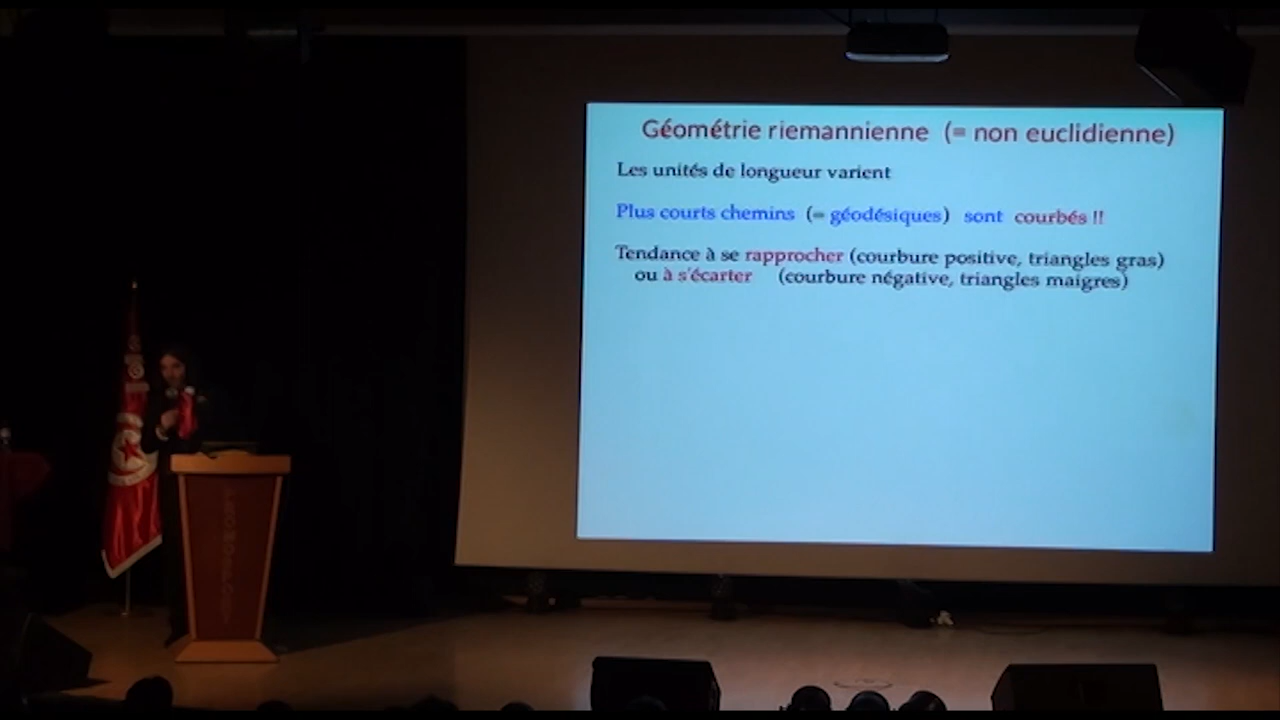 Géométrie riemannienne (= non euclidienne)
Les unités de longueur varient
Plus courts chemins (= géodésiques) sont courbés !!
Tendance à se rapprocher (courbure positive, triangles gras)
ou à s'écarter (courbure négative, triangles maigres)